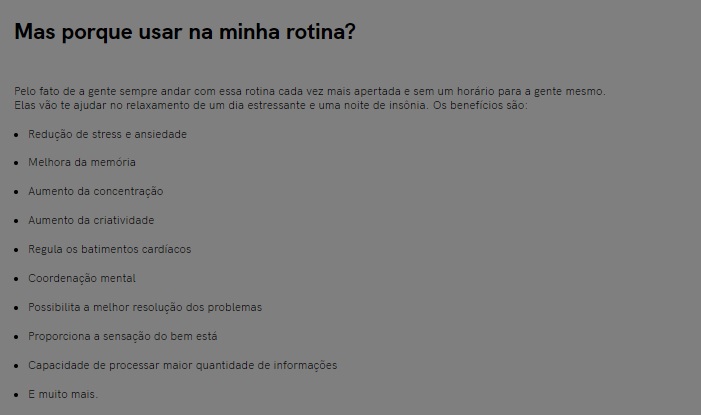 Mas porque usar na minha rotina?
Pelo fato de a gente sempre andar com essa rotina cada vez mais apertada e sem um horário para a gente mesmo.
Elas vão te ajudar no relaxamento de um dia estressante e uma noite de insônia. Os benefícios são:
• Redução de stress e ansiedade
• Melhora da memória
• Aumento da concentração
• Aumento da criatividade
• Regula os batimentos cardíacos
• Coordenação mental
• Possibilita a melhor resolução dos problemas
• Proporciona a sensação do bem está
• Capacidade de processar maior quantidade de informações
• E muito mais.